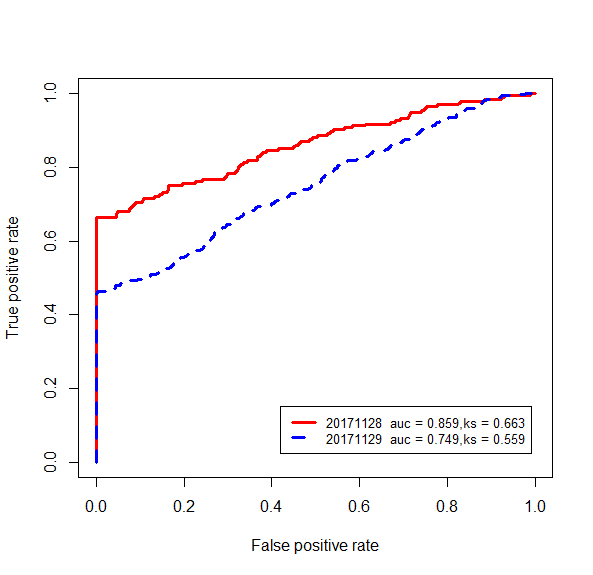 1.0
0.8
0.6
0.4
0.2
0.0
True positive rate
20171128 auc = 0.859,ks = 0.663
20171129 auc = 0.749,ks = 0.559
0.0 0.2 0.4 0.6 0.8 1.0
False positive rate